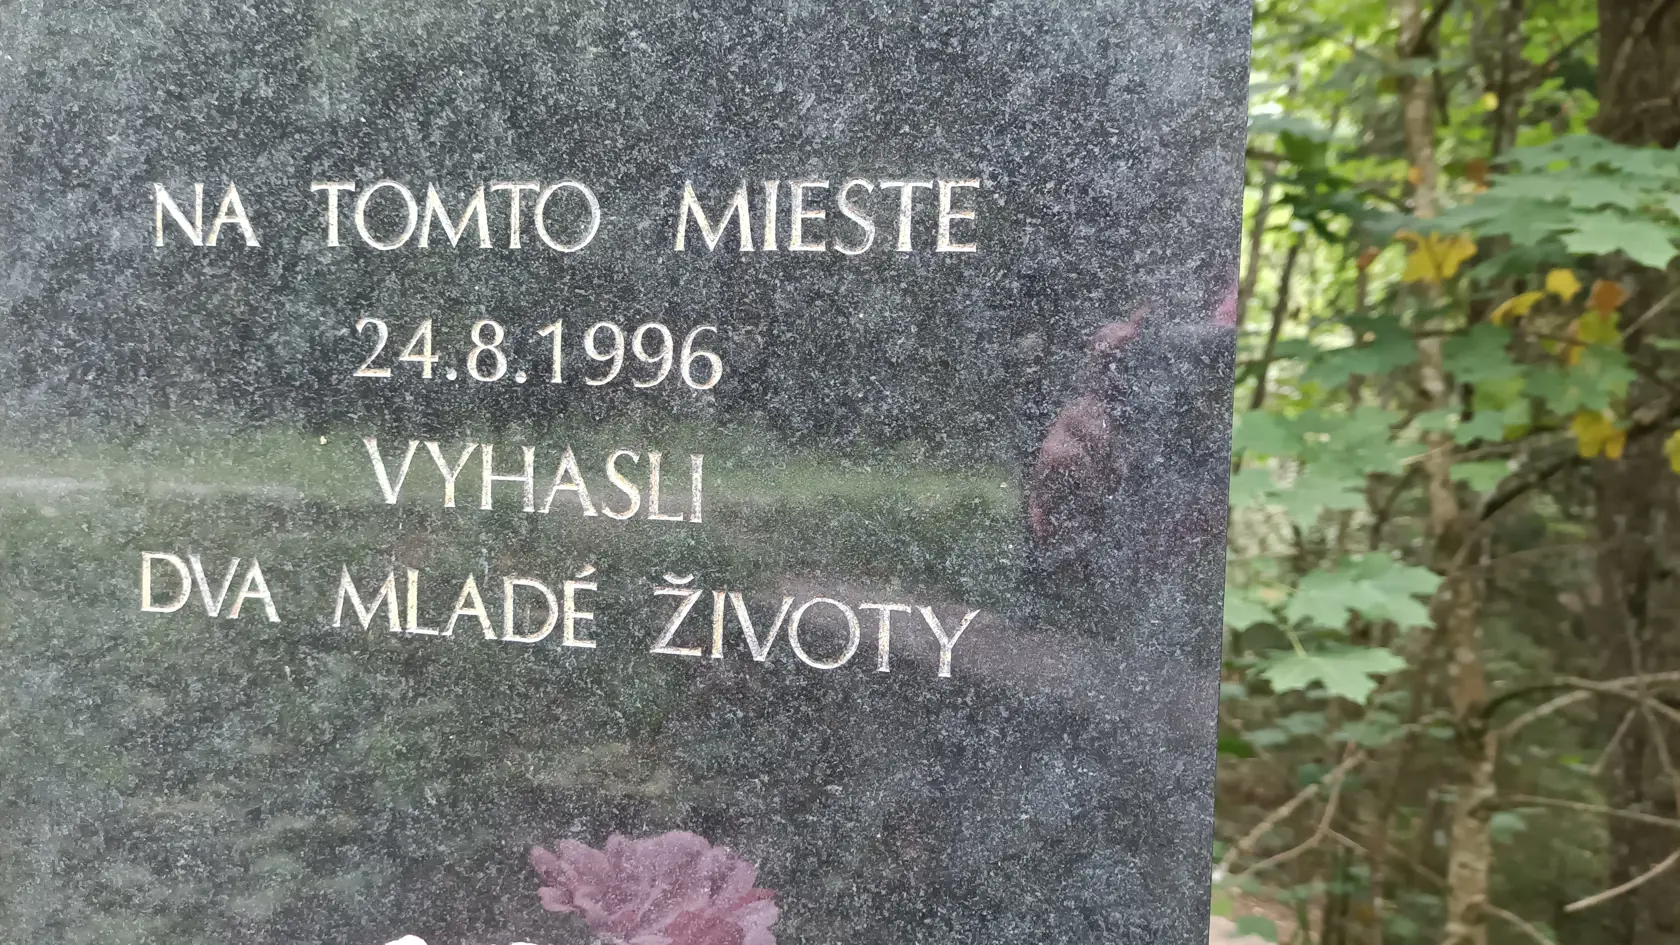 NA TOMTO MIESTE
24.8.1996
VYHASLI
DVA MLADÉ ŽIVOTY